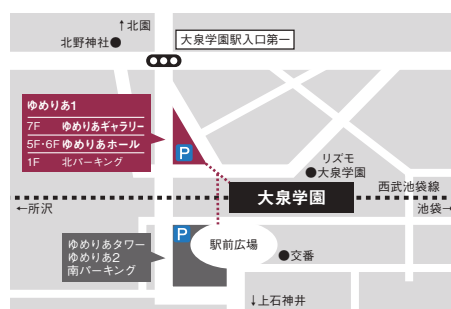 ↑北園
北野神社●
大泉学園駅入口第一
ゆめりあ1
7F ゆめりあギャラリー
5F・6F ゆめりあホール
1F 北パーキング
P
リズモ
●大泉学園
西武池袋線
大泉学園
←所沢
池袋→
P
駅前広場
ゆめりあタワー
ゆめりあ2
南パーキング
●交番
↓上石神井